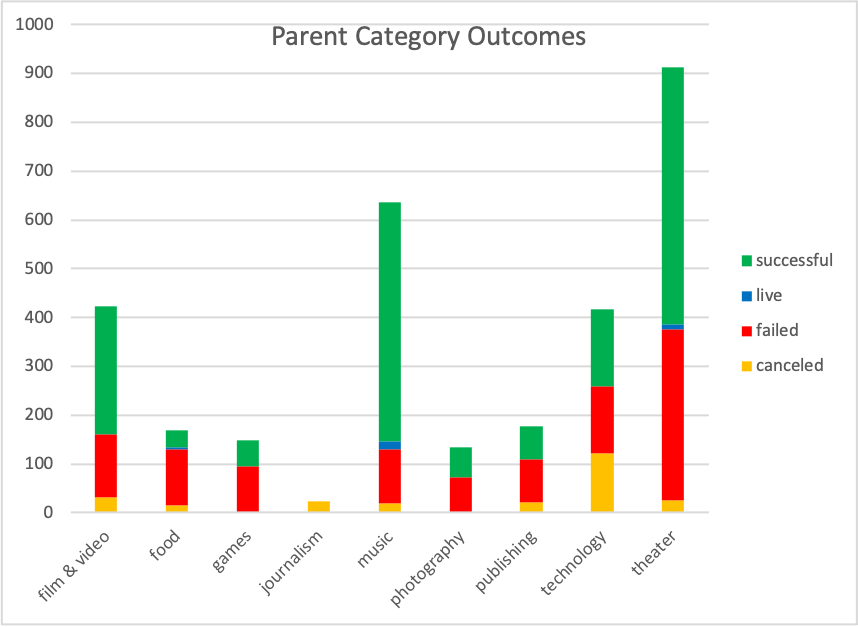 Parent Category Outcomes
1000
900
800
700
600
500
400
300
200
100
0
film & video
food
games
journalism
music
photography
publishing
technology
theater
successful
live
failed
canceled